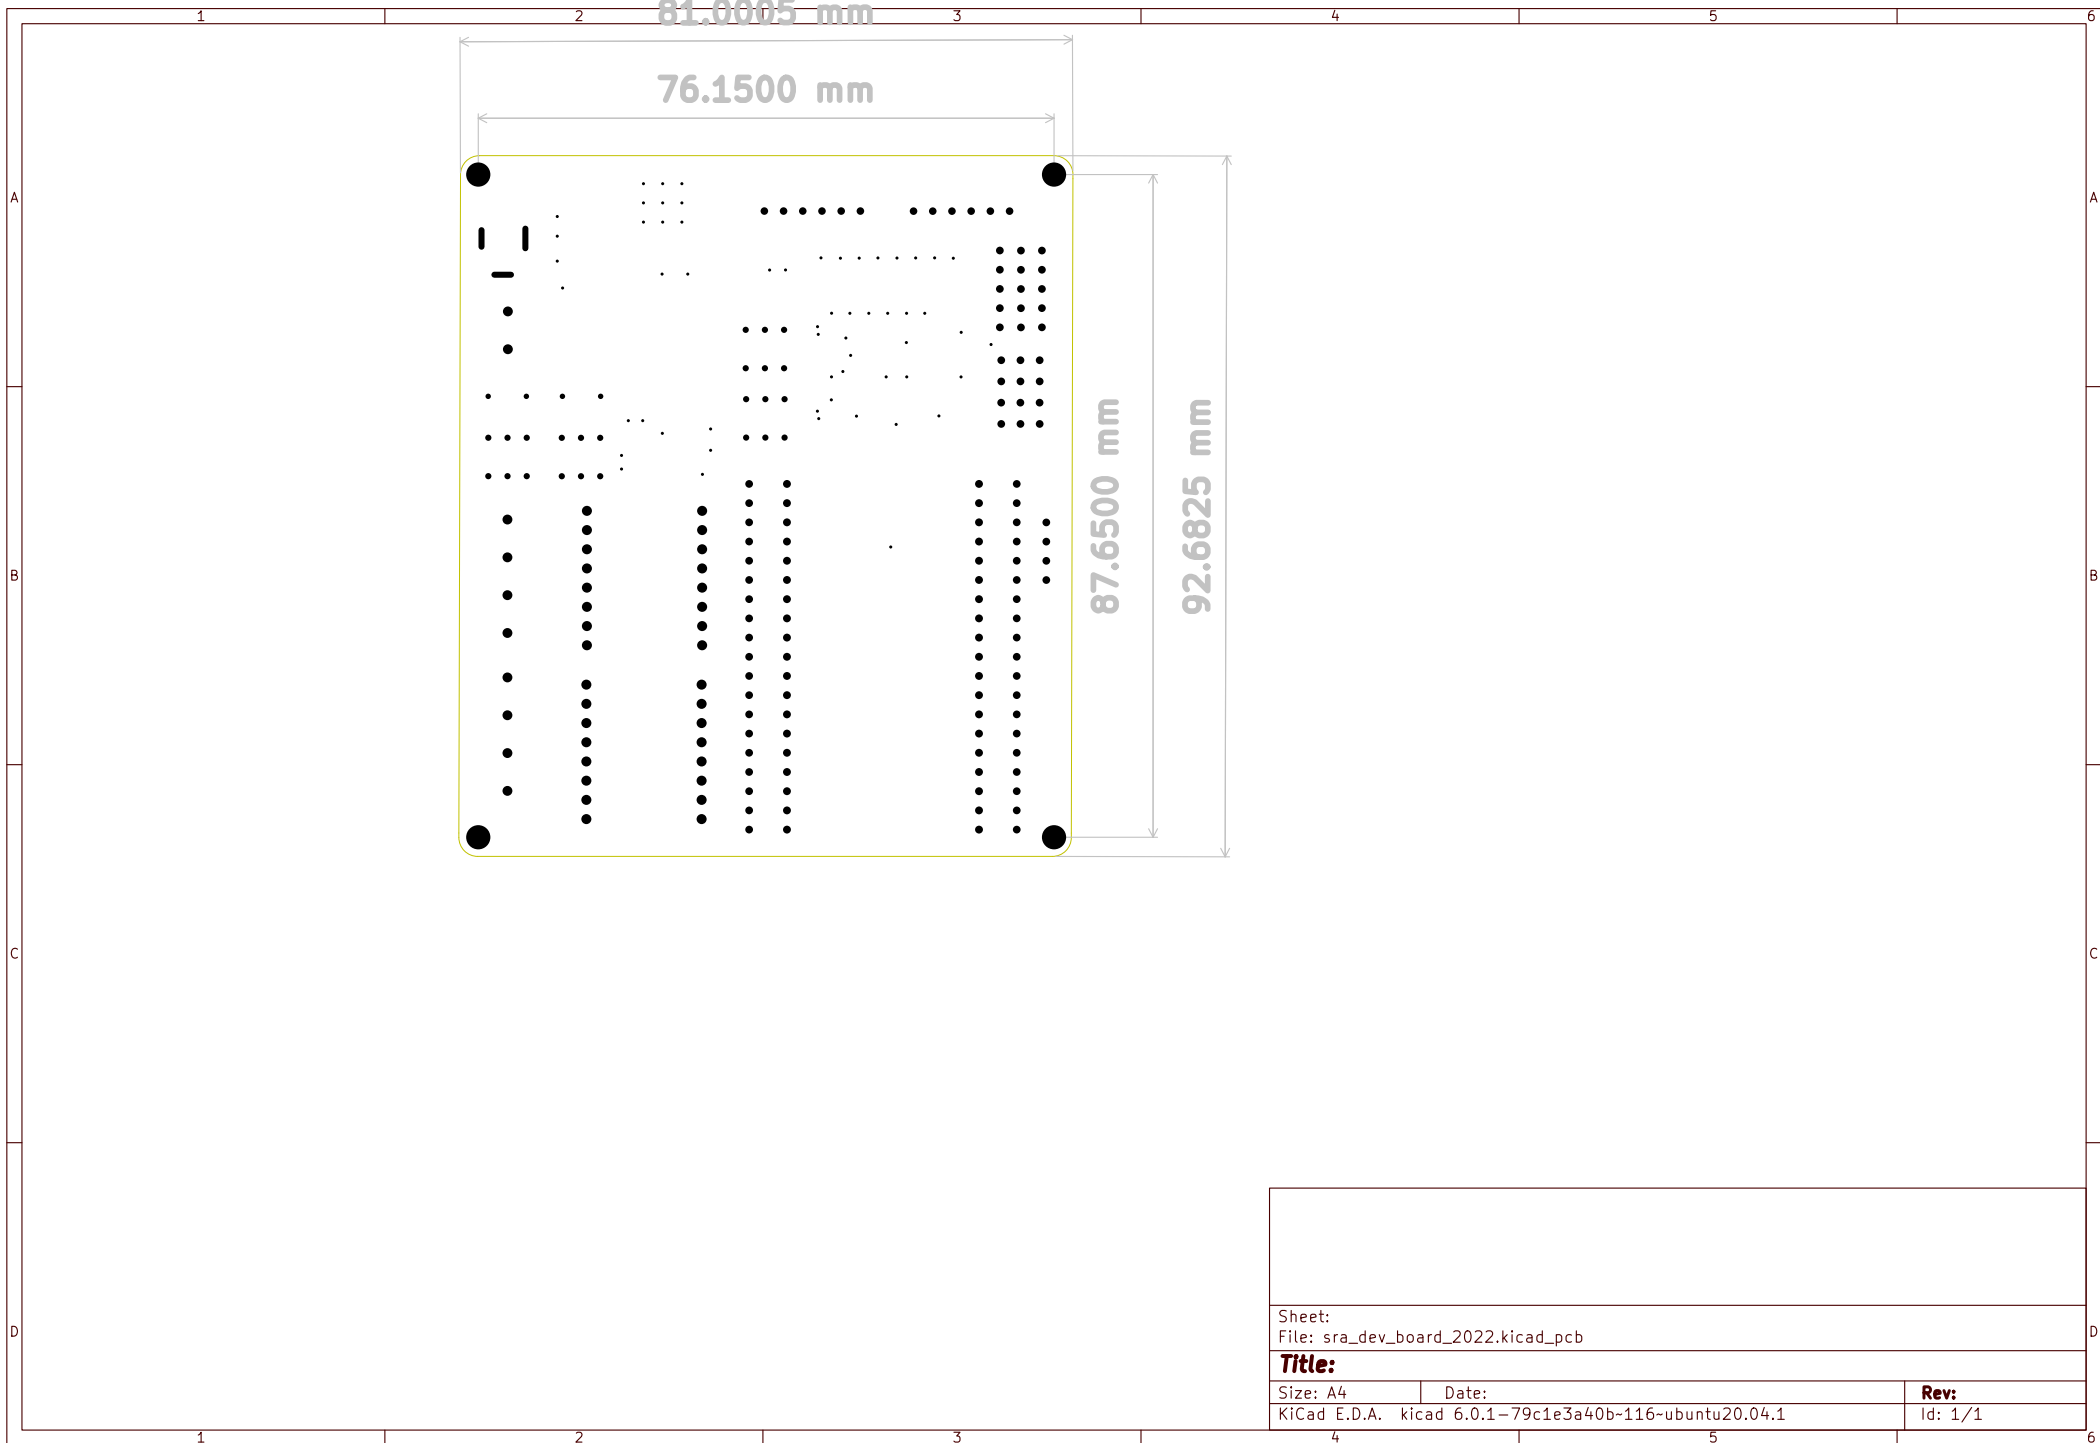 1 2 3 4 5 6
81.0005 mm
76.1500 mm
A A
87.6500 mm
92.6825 mm
B B
C C
D D
Sheet:
File: sra_dev_board_2022.kicad_pcb
Title:
Size: A4 Date: Rev:
KiCad E.D.A. kicad 6.0.1-79c1e3a40b~116~ubuntu20.04.1 Id: 1/1
1 2 3 4 5 6